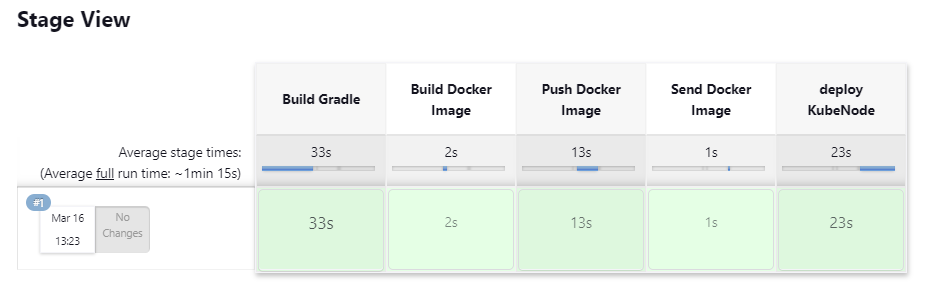 Stage View
Build Gradle
Build Docker
Image
Push Docker
Image
Send Docker
Image
deploy
KubeNode
Average stage times:
33s
2s
13s
1s
23s
(Average full run time: ~1min 15s)
#1
Mar 16
13:23
No
Changes
33s
2s
13s
1s
23s